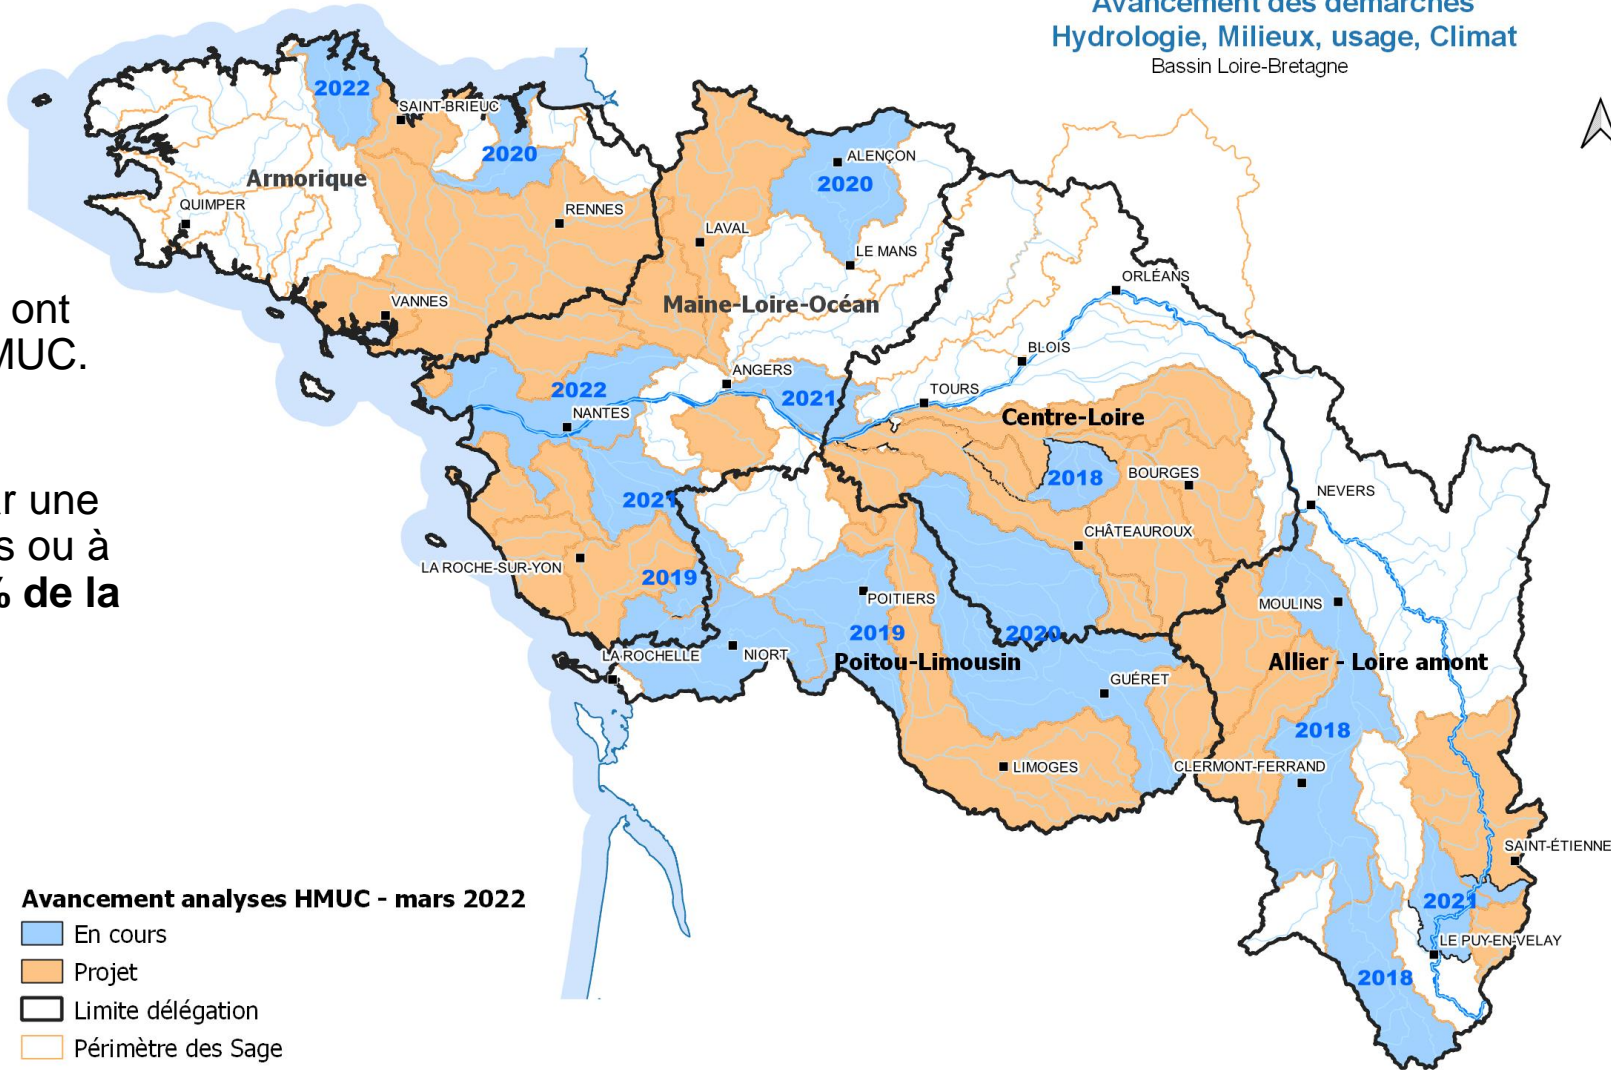 Avancement des démarches
Hydrologie, Milieux, usage, Climat
Bassin Loire-Bretagne
ont
MUC.
r une
s ou à
% de la
2022
SAINT-BRIEUC
2020
Armorique
QUIMPER
RENNES
VANNES
ALENÇON
2020
LAVAL
LE MANS
Maine-Loire-Océan
ORLÉANS
BLOIS
TOURS
ANGERS
2022
2021
NANTES
Centre-Loire
2018
BOURGES
2021
NEVERS
CHÂTEAUROUX
LA ROCHE-SUR-YON
2019
POITIERS
MOULINS
2019
2020
LA ROCHELLE
NIORT
Poitou-Limousin
Allier - Loire amont
GUÉRET
2018
LIMOGES
CLERMONT-FERRAND
SAINT-ÉTIENNE
2021
LE PUY-EN-VELAY
2018
Avancement analyses HMUC - mars 2022
En cours
Projet
Limite délégation
Périmètre des Sage